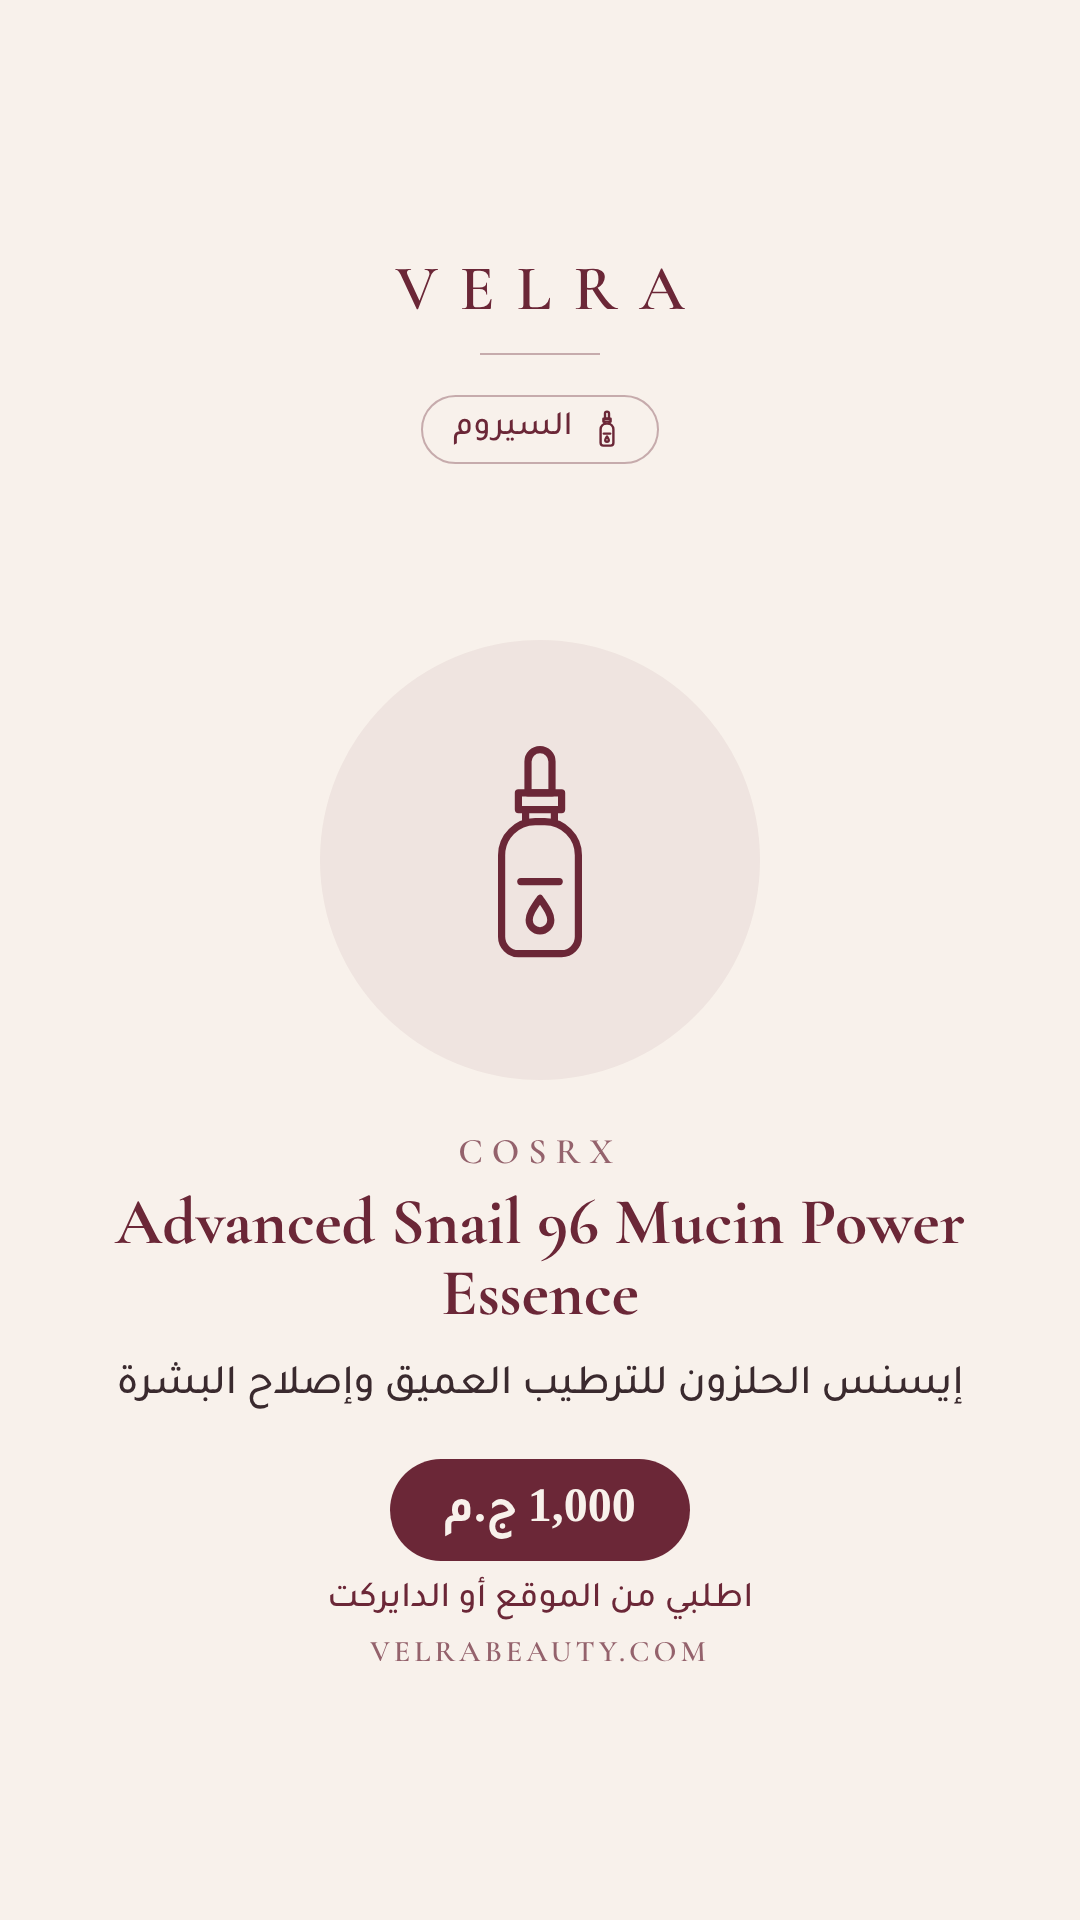 VELRA
السيروم
COSRX
Advanced Snail 96 Mucin Power
Essence
إيسنس الحلزون للترطيب العميق وإصلاح البشرة
1,000 ج.م
اطلبي من الموقع أو الدايركت
VELRABEAUTY.COM